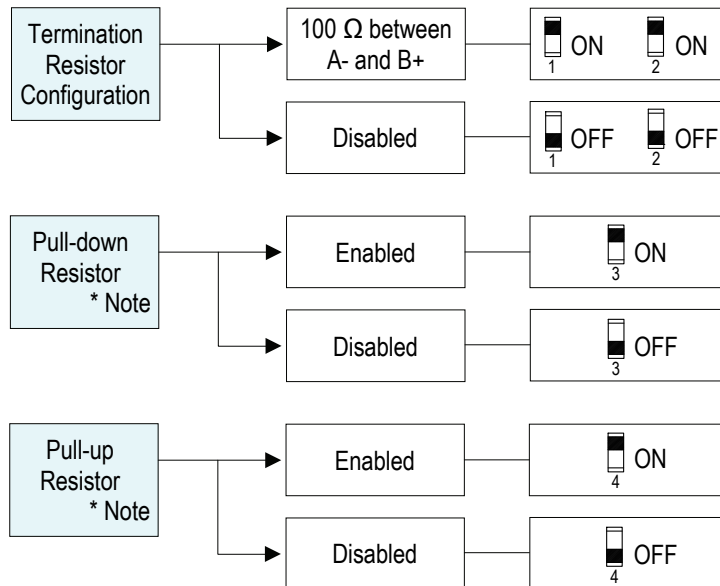 Termination
Resistor
Configuration
100 Ω between
A- and B+
1 ON 2 ON
Disabled
1 OFF 2 OFF
Pull-down
Resistor
* Note
Enabled
3 ON
Disabled
3 OFF
Pull-up
Resistor
* Note
Enabled
4 ON
Disabled
4 OFF